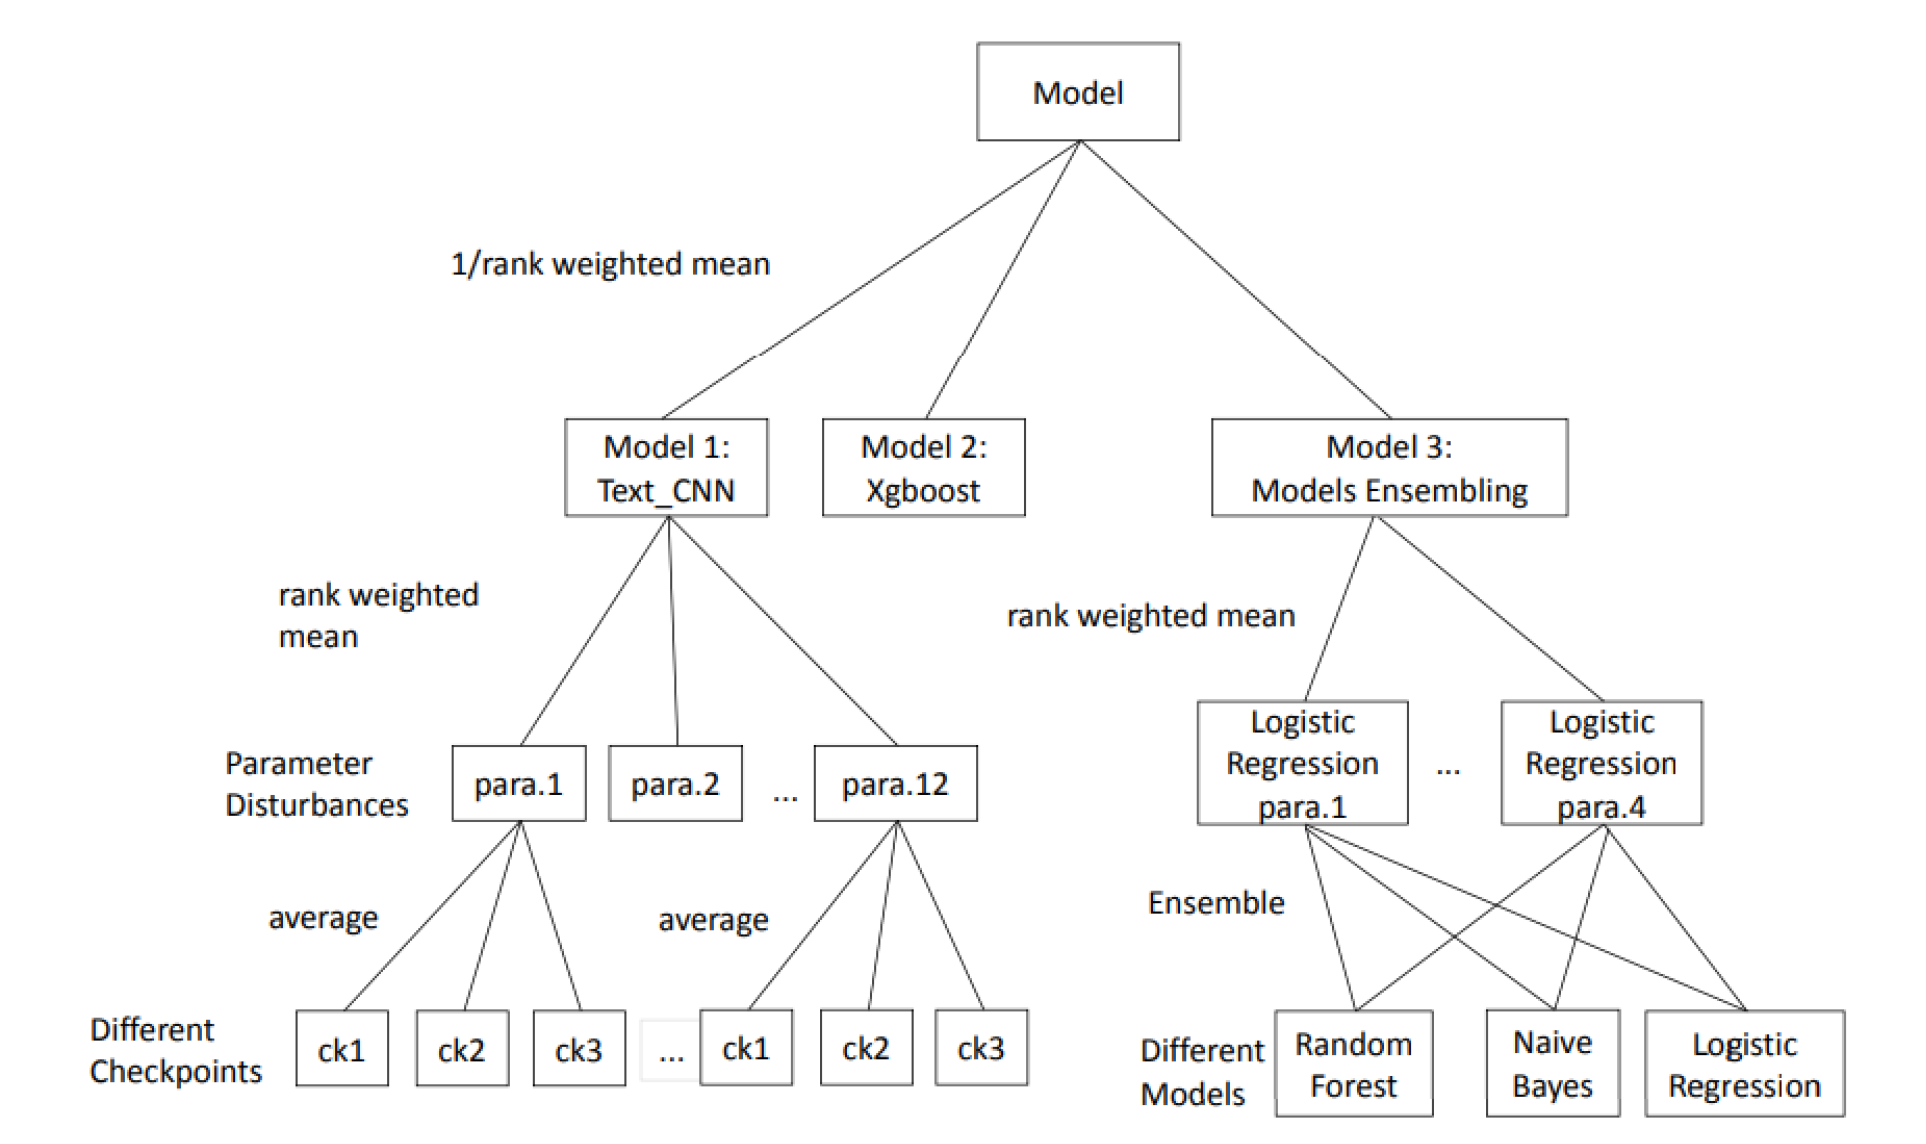 Model
1/rank weighted mean
Model 1:
Text_CNN
Model 2:
Xgboost
Model 3:
Models Ensembling
rank weighted
mean
rank weighted mean
Parameter
Disturbances
para.1
para.2
...
para.12
Logistic
Regression
para.1
...
Logistic
Regression
para.4
average
average
Ensemble
Different
Checkpoints
ck1
ck2
ck3
...
ck1
ck2
ck3
Different
Models
Random
Forest
Naive
Bayes
Logistic
Regression